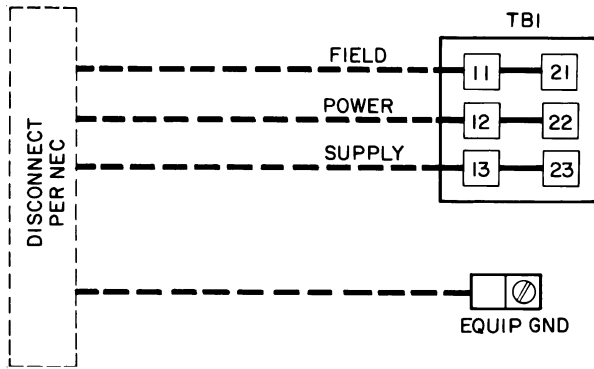 TB1
FIELD
11
21
POWER
12
22
SUPPLY
13
23
DISCONNECT
PER NEC
EQUIP GND